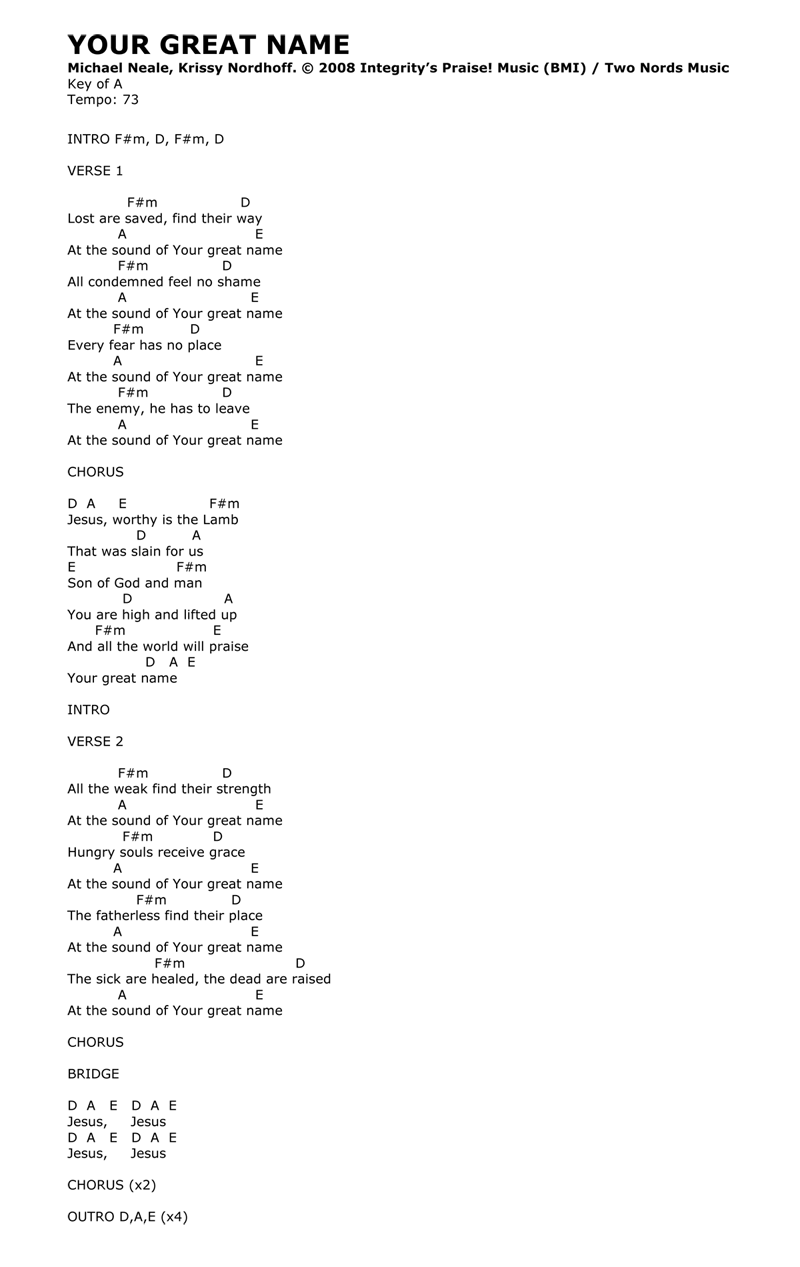 YOUR GREAT NAME
Michael Neale, Krissy Nordhoff. © 2008 Integrity's Praise! Music (BMI) / Two Nords Music
Key of A
Tempo: 73
INTRO F#m, D, F#m, D
VERSE 1
F#m D
Lost are saved, find their way
A E
At the sound of Your great name
F#m D
All condemned feel no shame
A E
At the sound of Your great name
F#m D
Every fear has no place
A E
At the sound of Your great name
F#m D
The enemy, he has to leave
A E
At the sound of Your great name
CHORUS
D A E F#m
Jesus, worthy is the Lamb
D A
That was slain for us
E F#m
Son of God and man
D A
You are high and lifted up
F#m E
And all the world will praise
D A E
Your great name
INTRO
VERSE 2
F#m D
All the weak find their strength
A E
At the sound of Your great name
F#m D
Hungry souls receive grace
A E
At the sound of Your great name
F#m D
The fatherless find their place
A E
At the sound of Your great name
F#m D
The sick are healed, the dead are raised
A E
At the sound of Your great name
CHORUS
BRIDGE
D A E D A E
Jesus, Jesus
D A E D A E
Jesus, Jesus
CHORUS (x2)
OUTRO D,A,E (x4)